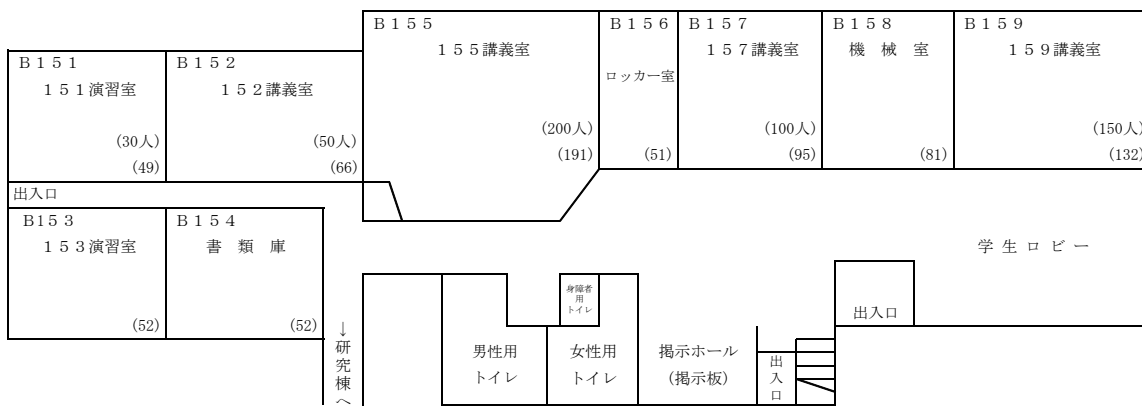 Ｂ１５１
１５１演習室
(30人)
(49)
Ｂ１５２
１５２講義室
(50人)
(66)
Ｂ１５５
１５５講義室
(200人)
(191)
Ｂ１５６
ロッカー室
(51)
Ｂ１５７
１５７講義室
(100人)
(95)
Ｂ１５８
機　械　室
(81)
Ｂ１５９
１５９講義室
(150人)
(132)
出入口
Ｂ1５３
１５３演習室
(52)
Ｂ１５４
書　類　庫
(52)
↓研究棟へ
男性用
トイレ
身障者
用
トイレ
女性用
トイレ
掲示ホール
(掲示板)
出入口
出入口
学 生 ロ ビ ー